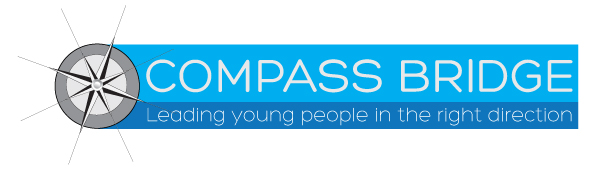 COMPASS BRIDGE
Leading young people in the right direction